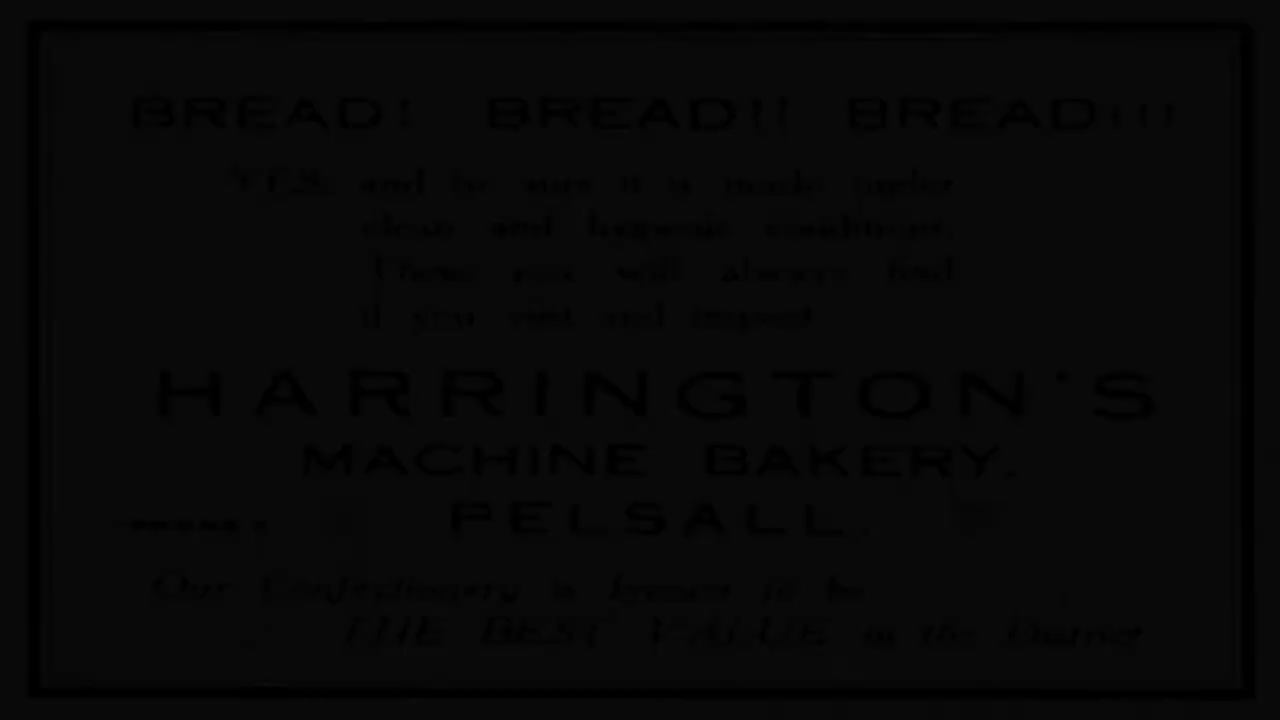 BREAD! BREAD!! BREAD!!!
YES and be sure it is made under
clean and hygienic conditions.
These you will always find
if you visit and inspect
HARRINGTON'S
MACHINE BAKERY.
PELSALL.
'PHONE
Our Confectionery is known to be
THE BEST VALUE in the District